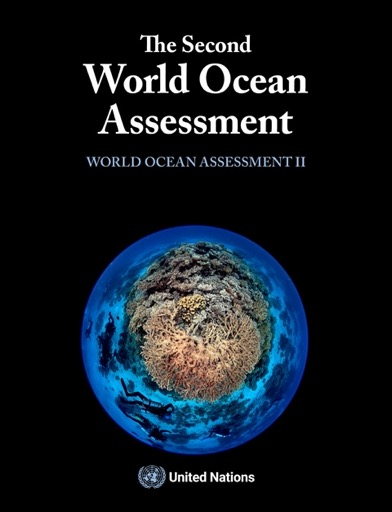 The Second
World Ocean
Assessment
WORLD OCEAN ASSESSMENT II
United Nations